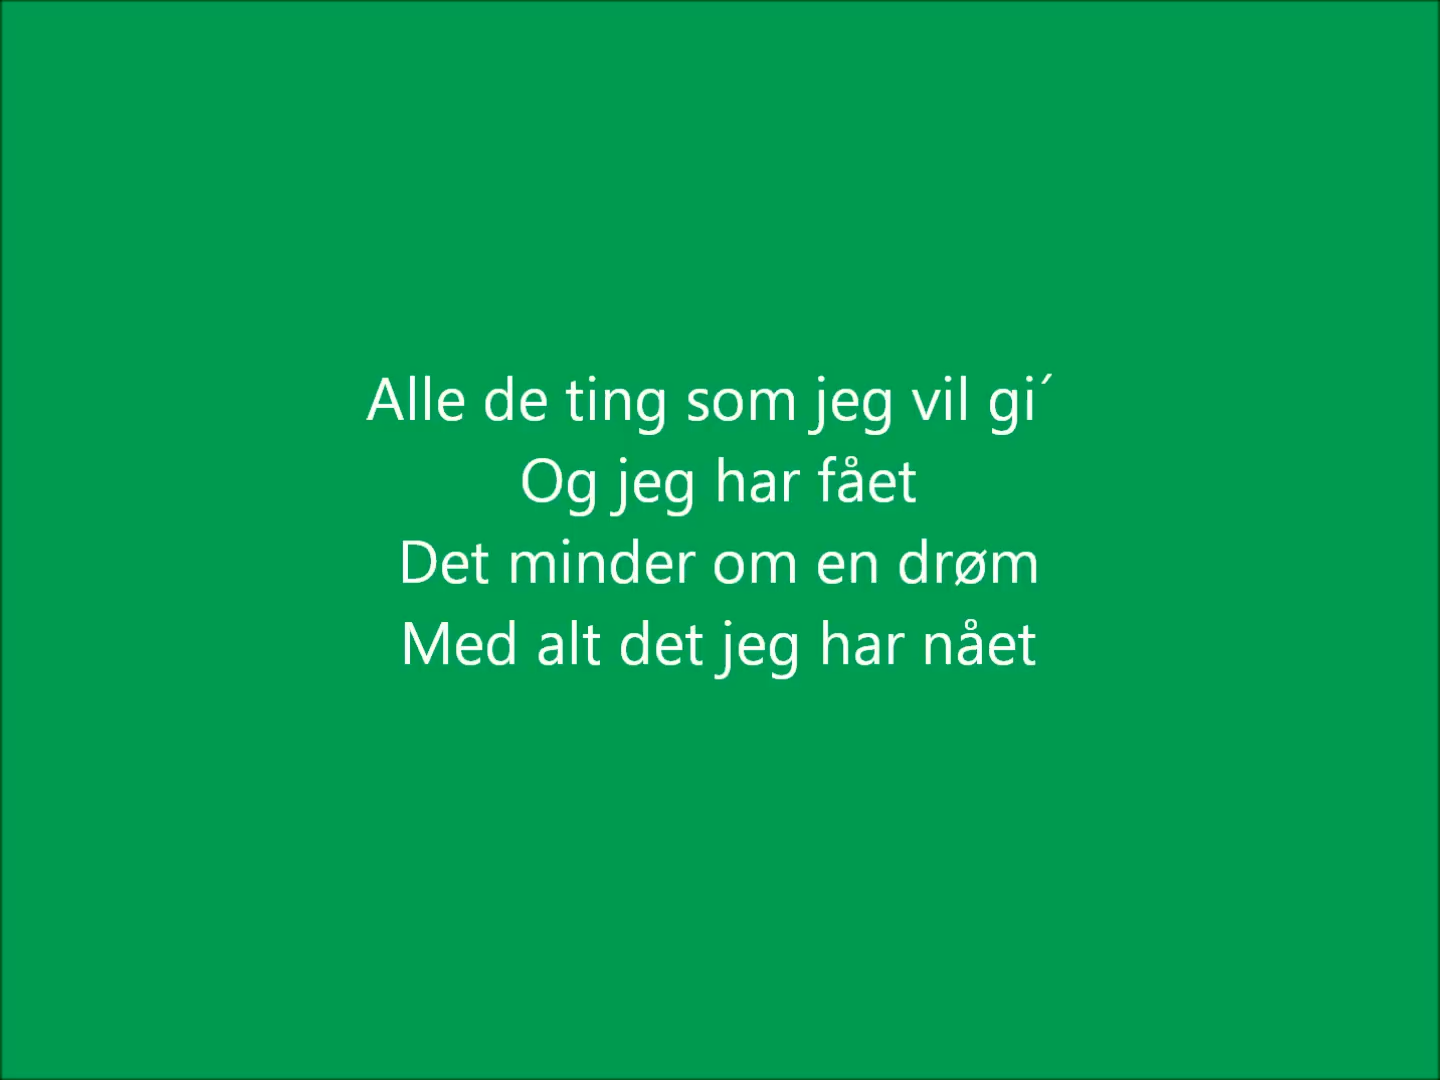 Alle de ting som jeg vil gi´
Og jeg har fået
Det minder om en drøm
Med alt det jeg har nået